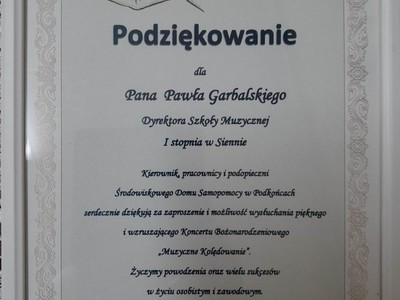 Podziękowanie
dla
Pana Pawła Garbalskiego
Dyrektora Szkoły Muzycznej
I stopnia w Siennie
Kierownik, pracownicy i podopieczni
Środowiskowego Domu Samopomocy w Podkońcach
serdecznie dziękują za zaproszenie i możliwość wysłuchania pięknego
i wzruszającego Koncertu Bożonarodzeniowego
„Muzyczne Kolędowanie".
Życzymy powodzenia oraz wielu sukcesów
w życiu osobistym i zawodowym.